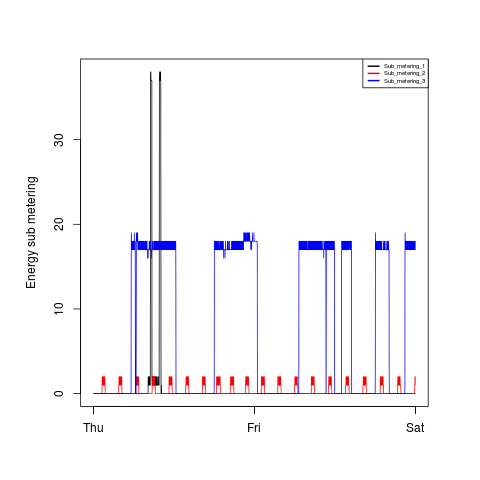 Sub_metering_1
Sub_metering_2
Sub_metering_3
Energy sub metering
30
20
10
0
Thu Fri Sat